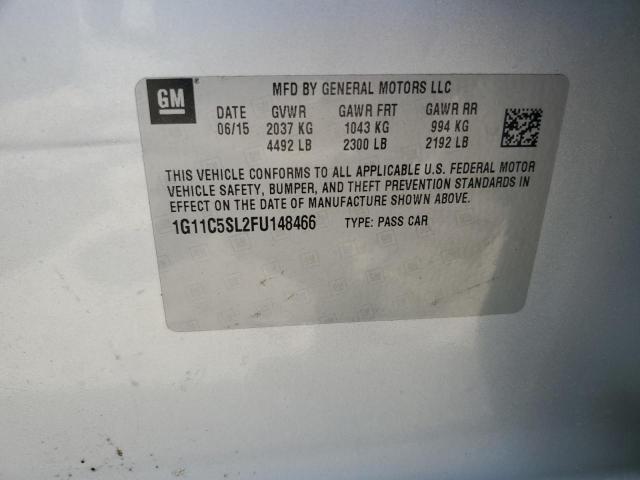 GM
MFD BY GENERAL MOTORS LLC
DATE GVWR GAWR FRT GAWR RR
06/15 2037 KG 1043 KG 994 KG
4492 LB 2300 LB 2192 LB
THIS VEHICLE CONFORMS TO ALL APPLICABLE U.S. FEDERAL MOTOR
VEHICLE SAFETY, BUMPER, AND THEFT PREVENTION STANDARDS IN
EFFECT ON THE DATE OF MANUFACTURE SHOWN ABOVE.
1G11C5SL2FU148466 TYPE: PASS CAR